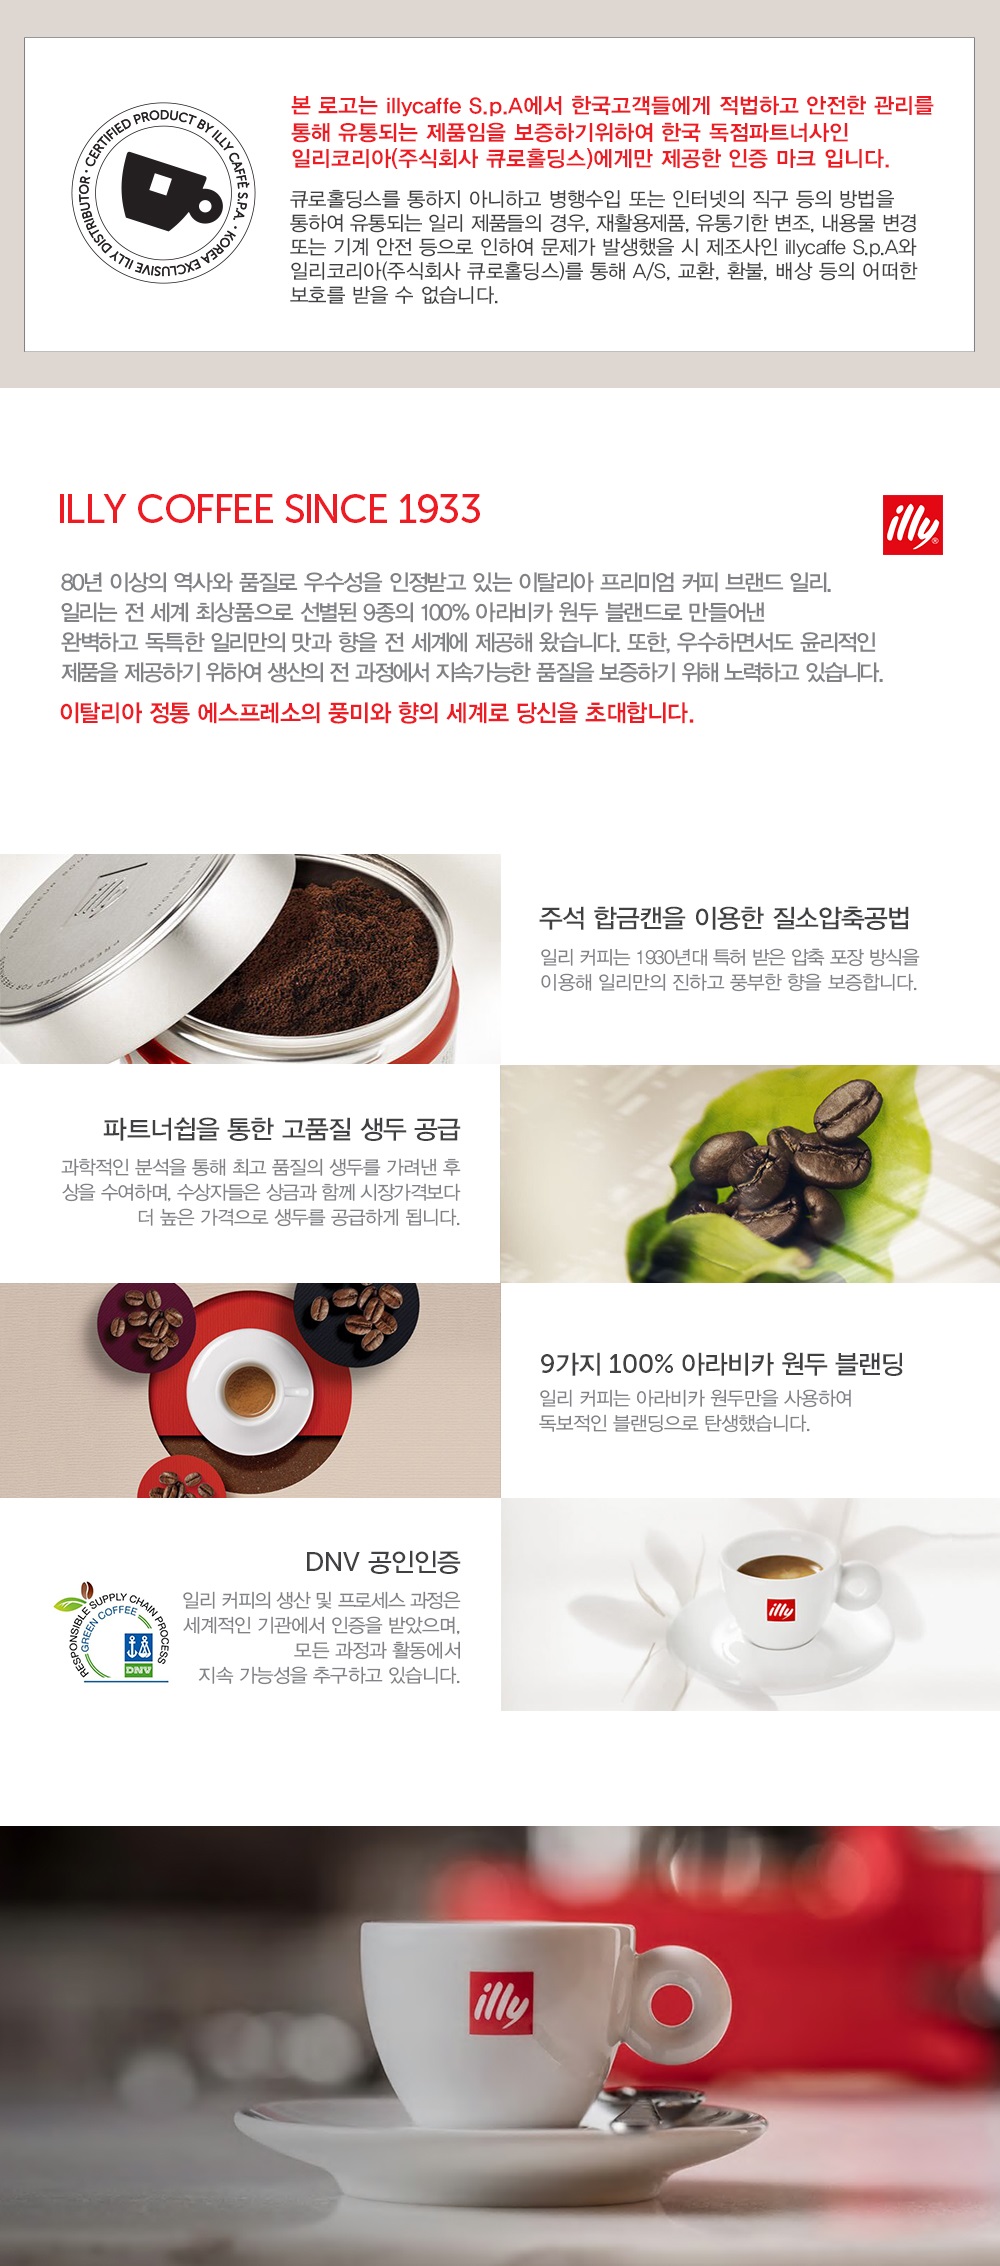 CERTIFIED PRODUCT BY ILLY CAFFÈ S.P.A. · KOREA EXCLUSIVE ILLY DISTRIBUTOR ·
본 로고는 illycaffe S.p.A에서 한국고객들에게 적법하고 안전한 관리를
통해 유통되는 제품임을 보증하기위하여 한국 독점파트너사인
일리코리아(주식회사 큐로홀딩스)에게만 제공한 인증 마크 입니다.
큐로홀딩스를 통하지 아니하고 병행수입 또는 인터넷의 직구 등의 방법을
통하여 유통되는 일리 제품들의 경우, 재활용제품, 유통기한 변조, 내용물 변경
또는 기계 안전 등으로 인하여 문제가 발생했을 시 제조사인 illycaffe S.p.A와
일리코리아(주식회사 큐로홀딩스)를 통해 A/S, 교환, 환불, 배상 등의 어떠한
보호를 받을 수 없습니다.
ILLY COFFEE SINCE 1933
illy®
80년 이상의 역사와 품질로 우수성을 인정받고 있는 이탈리아 프리미엄 커피 브랜드 일리.
일리는 전 세계 최상품으로 선별된 9종의 100% 아라비카 원두 블랜드로 만들어낸
완벽하고 독특한 일리만의 맛과 향을 전 세계에 제공해 왔습니다. 또한, 우수하면서도 윤리적인
제품을 제공하기 위하여 생산의 전 과정에서 지속가능한 품질을 보증하기 위해 노력하고 있습니다.
이탈리아 정통 에스프레소의 풍미와 향의 세계로 당신을 초대합니다.
illy
주석 합금캔을 이용한 질소압축공법
일리 커피는 1930년대 특허 받은 압축 포장 방식을
이용해 일리만의 진하고 풍부한 향을 보증합니다.
파트너쉽을 통한 고품질 생두 공급
과학적인 분석을 통해 최고 품질의 생두를 가려낸 후
상을 수여하며, 수상자들은 상금과 함께 시장가격보다
더 높은 가격으로 생두를 공급하게 됩니다.
9가지 100% 아라비카 원두 블랜딩
일리 커피는 아라비카 원두만을 사용하여
독보적인 블랜딩으로 탄생했습니다.
DNV 공인인증
일리 커피의 생산 및 프로세스 과정은
세계적인 기관에서 인증을 받았으며,
모든 과정과 활동에서
지속 가능성을 추구하고 있습니다.
RESPONSIBLE SUPPLY CHAIN PROCESS
GREEN COFFEE
DNV
illy
illy